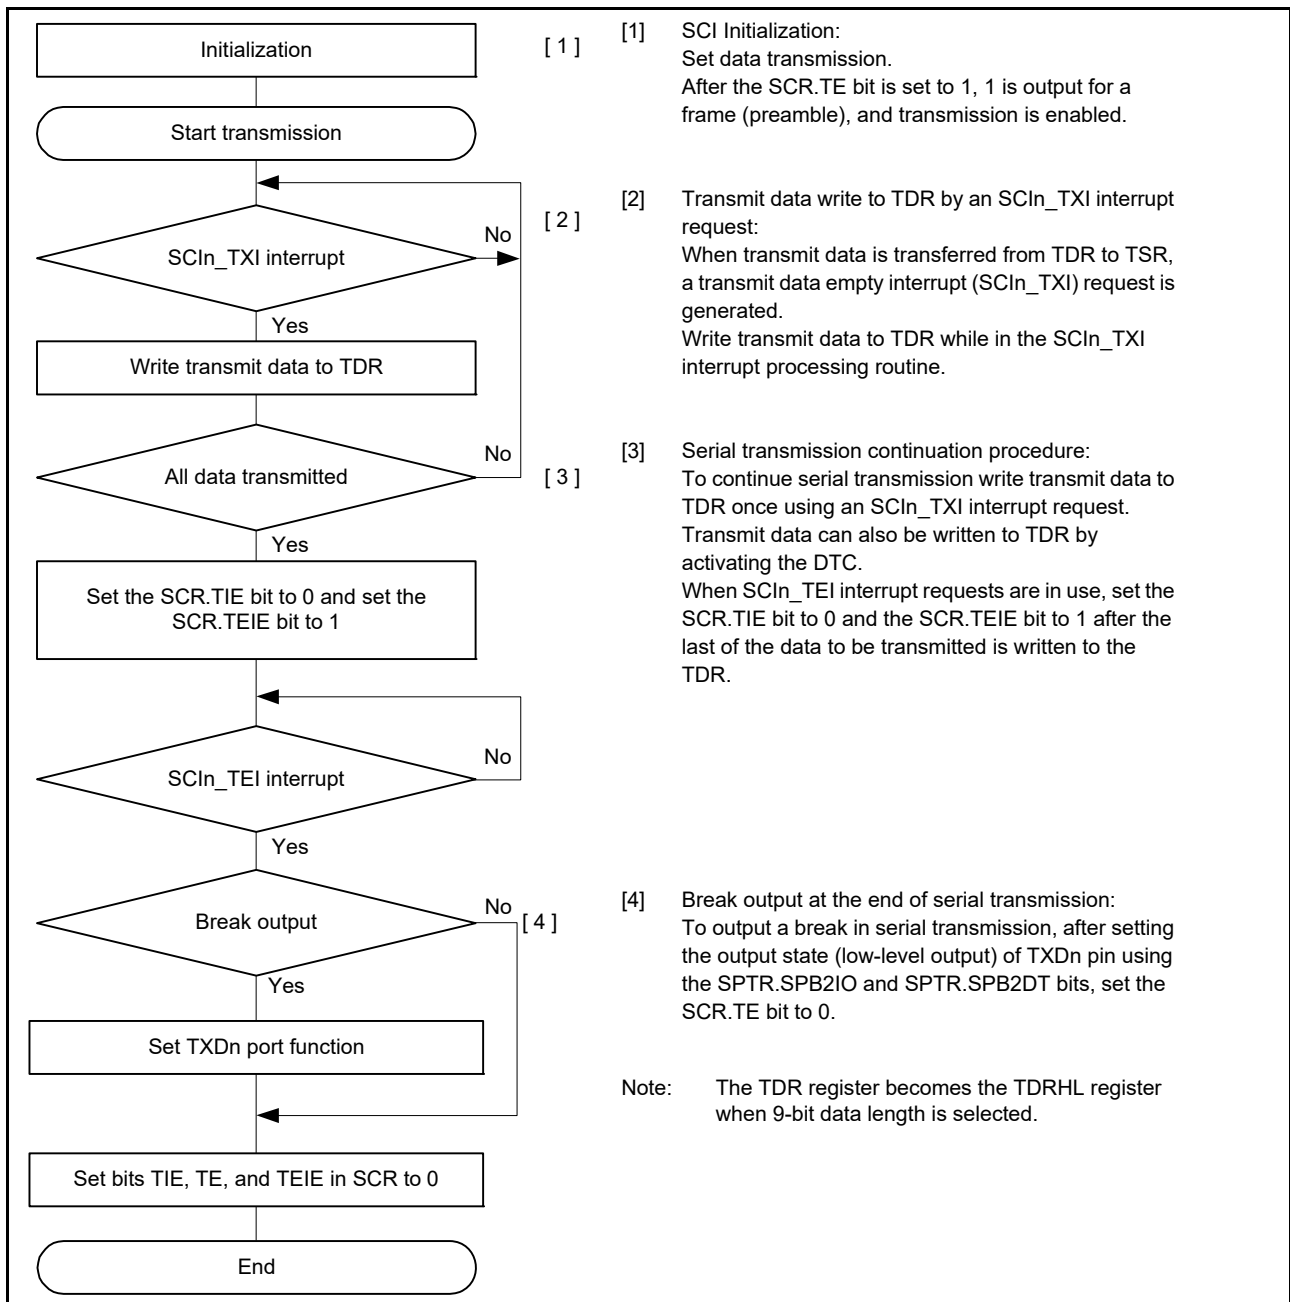 Initialization
[ 1 ]
Start transmission
[ 2 ]
No
SCIn_TXI interrupt
Yes
Write transmit data to TDR
No
[ 3 ]
All data transmitted
Yes
Set the SCR.TIE bit to 0 and set the
SCR.TEIE bit to 1
No
SCIn_TEI interrupt
Yes
No
[ 4 ]
Break output
Yes
Set TXDn port function
Set bits TIE, TE, and TEIE in SCR to 0
End
[1] SCI Initialization:
Set data transmission.
After the SCR.TE bit is set to 1, 1 is output for a
frame (preamble), and transmission is enabled.
[2] Transmit data write to TDR by an SCIn_TXI interrupt
request:
When transmit data is transferred from TDR to TSR,
a transmit data empty interrupt (SCIn_TXI) request is
generated.
Write transmit data to TDR while in the SCIn_TXI
interrupt processing routine.
[3] Serial transmission continuation procedure:
To continue serial transmission write transmit data to
TDR once using an SCIn_TXI interrupt request.
Transmit data can also be written to TDR by
activating the DTC.
When SCIn_TEI interrupt requests are in use, set the
SCR.TIE bit to 0 and the SCR.TEIE bit to 1 after the
last of the data to be transmitted is written to the
TDR.
[4] Break output at the end of serial transmission:
To output a break in serial transmission, after setting
the output state (low-level output) of TXDn pin using
the SPTR.SPB2IO and SPTR.SPB2DT bits, set the
SCR.TE bit to 0.
Note: The TDR register becomes the TDRHL register
when 9-bit data length is selected.